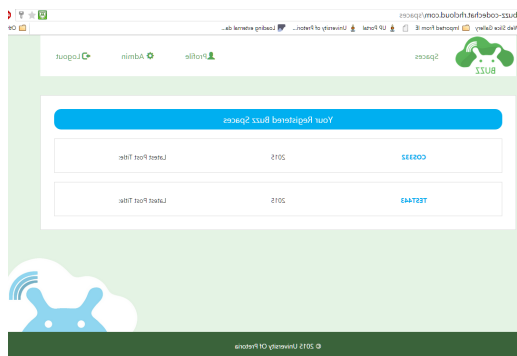 buzz-codechat.rhcloud.com/spaces
Web Slice Gallery Imported From IE UP Portal University of Pretori... Loading external da...
BUZZ Spaces Profile Admin Logout
Your Registered Buzz Spaces
COS332 2015 Latest Post Title:
TEST443 2015 Latest Post Title:
© 2015 University Of Pretoria